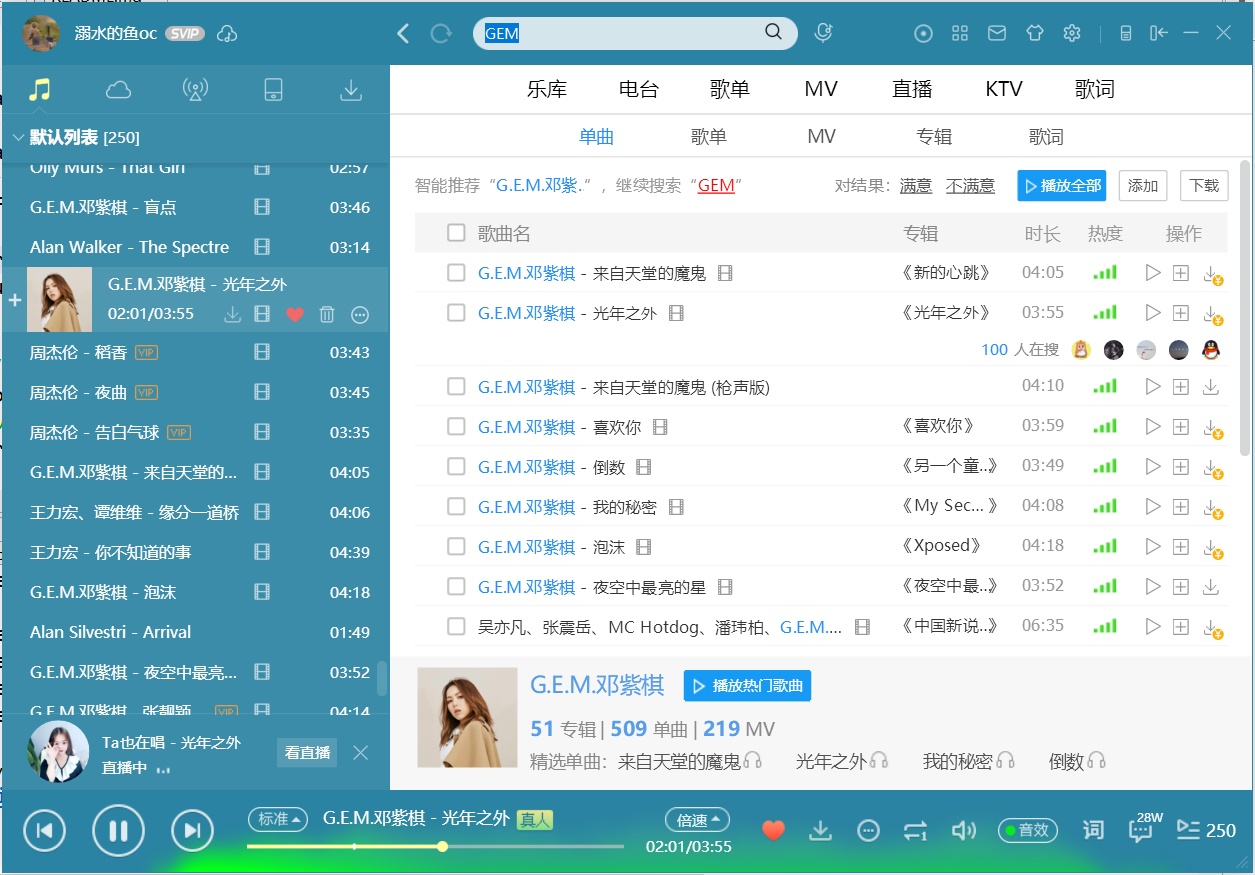 溺水的鱼oc SVIP
GEM
乐库 电台 歌单 MV 直播 KTV 歌词
默认列表 [250]
单曲 歌单 MV 专辑 歌词
Olly Murs - That Girl 02:57
G.E.M.邓紫棋 - 盲点 03:46
Alan Walker - The Spectre 03:14
G.E.M.邓紫棋 - 光年之外
02:01/03:55
周杰伦 - 稻香 VIP 03:43
周杰伦 - 夜曲 VIP 03:45
周杰伦 - 告白气球 VIP 03:35
G.E.M.邓紫棋 - 来自天堂的... 04:05
王力宏、谭维维 - 缘分一道桥 04:06
王力宏 - 你不知道的事 04:39
G.E.M.邓紫棋 - 泡沫 04:18
Alan Silvestri - Arrival 01:49
G.E.M.邓紫棋 - 夜空中最亮... 03:52
G.E.M.邓紫棋、张靓颖 VIP 04:14
Ta也在唱 - 光年之外
直播中
看直播
智能推荐“G.E.M.邓紫..”，继续搜索“GEM” 对结果: 满意 不满意 播放全部 添加 下载
歌曲名 专辑 时长 热度 操作
G.E.M.邓紫棋 - 来自天堂的魔鬼 《新的心跳》 04:05
G.E.M.邓紫棋 - 光年之外 《光年之外》 03:55
100 人在搜
G.E.M.邓紫棋 - 来自天堂的魔鬼 (枪声版) 04:10
G.E.M.邓紫棋 - 喜欢你 《喜欢你》 03:59
G.E.M.邓紫棋 - 倒数 《另一个童..》 03:49
G.E.M.邓紫棋 - 我的秘密 《My Sec... 》 04:08
G.E.M.邓紫棋 - 泡沫 《Xposed》 04:18
G.E.M.邓紫棋 - 夜空中最亮的星 《夜空中最..》 03:52
吴亦凡、张震岳、MC Hotdog、潘玮柏、G.E.M.... 《中国新说..》 06:35
G.E.M.邓紫棋 播放热门歌曲
51 专辑 | 509 单曲 | 219 MV
精选单曲: 来自天堂的魔鬼 光年之外 我的秘密 倒数
标准 G.E.M.邓紫棋 - 光年之外 真人 倍速
02:01/03:55
音效 词 28W 250